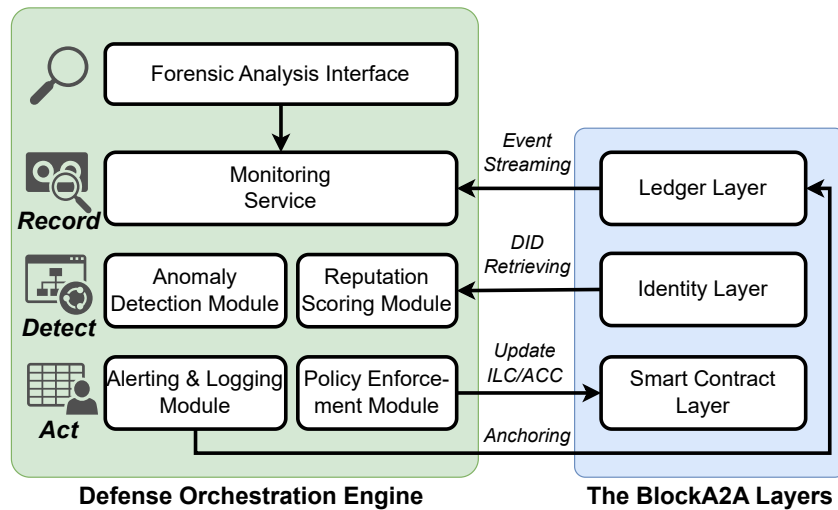 Forensic Analysis Interface
Event
Streaming
Monitoring
Service
Ledger Layer
Record
DID
Retrieving
Anomaly
Detection Module
Reputation
Scoring Module
Identity Layer
Detect
Update
ILC/ACC
Alerting & Logging
Module
Policy Enforce-
ment Module
Smart Contract
Layer
Act
Anchoring
Defense Orchestration Engine
The BlockA2A Layers